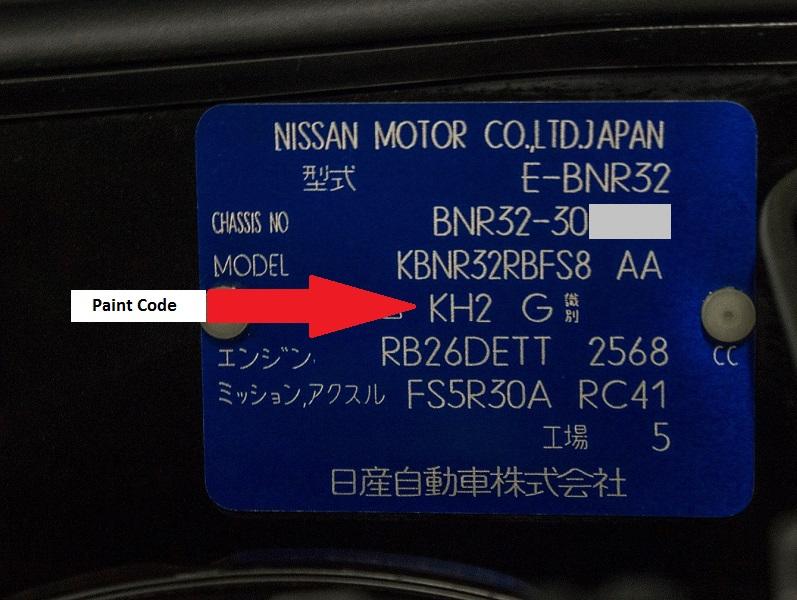 NISSAN MOTOR CO.,LTD.JAPAN
型式 E-BNR32
CHASSIS NO BNR32-30
MODEL KBNR32RBFS8 AA
Paint Code KH2 G 識別
エンジン. RB26DETT 2568 CC
ミッション,アクスル FS5R30A RC41
工場 5
日産自動車株式会社